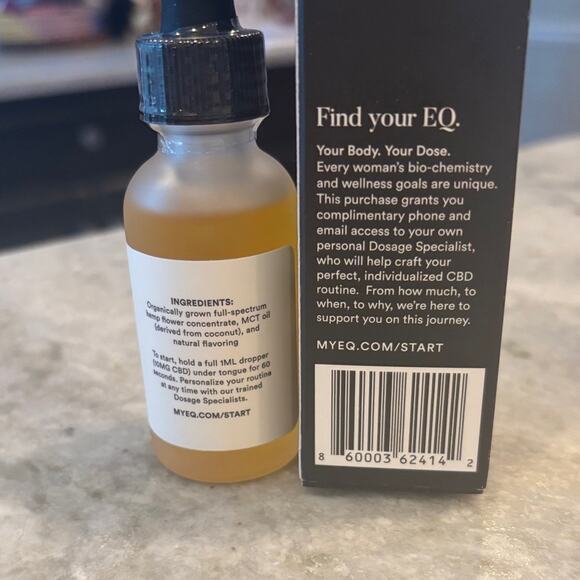 INGREDIENTS:
Organically grown full-spectrum
hemp flower concentrate, MCT oil
(derived from coconut), and
natural flavoring
To start, hold a full 1ML dropper
(10MG CBD) under tongue for 60
seconds. Personalize your routine
at any time with our trained
Dosage Specialists.
MYEQ.COM/START
Find your EQ.
Your Body. Your Dose.
Every woman's bio-chemistry
and wellness goals are unique.
This purchase grants you
complimentary phone and
email access to your own
personal Dosage Specialist,
who will help craft your
perfect, individualized CBD
routine. From how much, to
when, to why, we're here to
support you on this journey.
MYEQ.COM/START
8 60003 62414 2